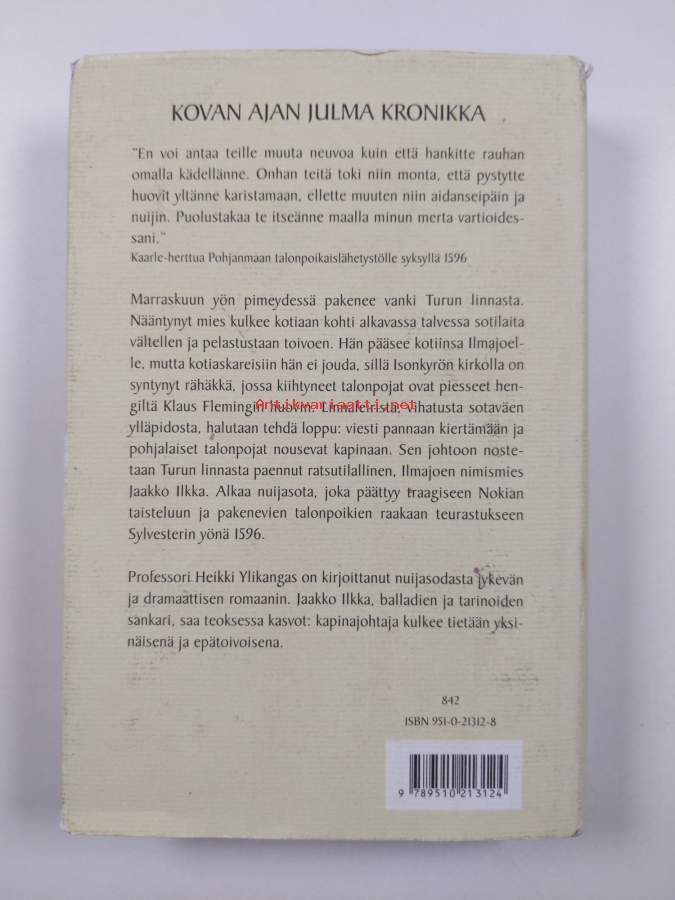 KOVAN AJAN JULMA KRONIKKA
"En voi antaa teille muuta neuvoa kuin että hankitte rauhan
omalla kädellänne. Onhan teitä toki niin monta, että pystytte
huovit yltänne karistamaan, ellette muuten niin aidanseipäin ja
nuijin. Puolustakaa te itseänne maalla minun merta vartioides-
sani."
Kaarle-herttua Pohjanmaan talonpoikaislähetystölle syksyllä 1596
Marraskuun yön pimeydessä pakenee vanki Turun linnasta.
Nääntynyt mies kulkee kotiaan kohti alkavassa talvessa sotilaita
vältellen ja pelastustaan toivoen. Hän pääsee kotiinsa Ilmajoel-
le, mutta kotiaskareisiin hän ei jouda, sillä Isonkyrön kirkolla on
syntynyt rähäkkä, jossa kiihtyneet talonpojat ovat piesseet hen-
giltä Klaus Flemingin huovin. Linnaleirista, vihatusta sotaväen
Antikvariaatti.net
ylläpidosta, halutaan tehdä loppu: viesti pannaan kiertämään ja
pohjalaiset talonpojat nousevat kapinaan. Sen johtoon noste-
taan Turun linnasta paennut ratsutilallinen, Ilmajoen nimismies
Jaakko Ilkka. Alkaa nuijasota, joka päättyy traagiseen Nokian
taisteluun ja pakenevien talonpoikien raakaan teurastukseen
Sylvesterin yönä 1596.
Professori Heikki Ylikangas on kirjoittanut nuijasodasta jykevän
ja dramaattisen romaanin. Jaakko Ilkka, balladien ja tarinoiden
sankari, saa teoksessa kasvot: kapinajohtaja kulkee tietään yksi-
näisenä ja epätoivoisena.
842
ISBN 951-0-21312-8
9 789510 213124